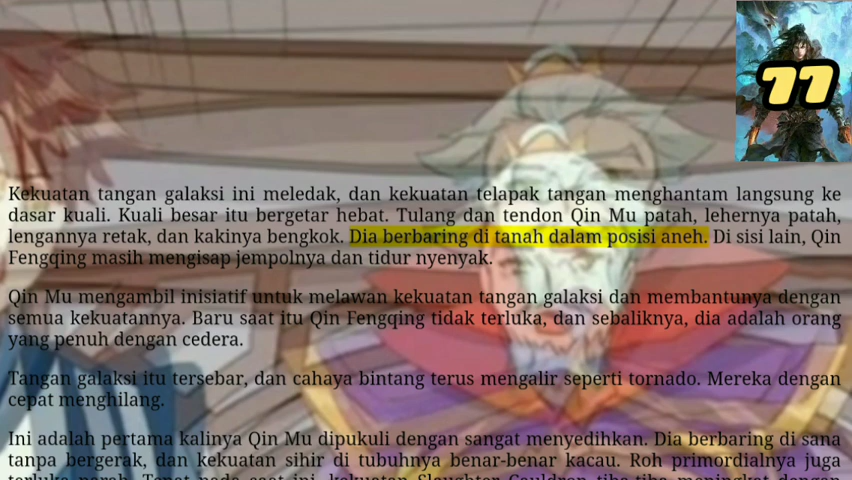 77
Kekuatan tangan galaksi ini meledak, dan kekuatan telapak tangan menghantam langsung ke
dasar kuali. Kuali besar itu bergetar hebat. Tulang dan tendon Qin Mu patah, lehernya patah,
lengannya retak, dan kakinya bengkok. Dia berbaring di tanah dalam posisi aneh. Di sisi lain, Qin
Fengqing masih mengisap jempolnya dan tidur nyenyak.
Qin Mu mengambil inisiatif untuk melawan kekuatan tangan galaksi dan membantunya dengan
semua kekuatannya. Baru saat itu Qin Fengqing tidak terluka, dan sebaliknya, dia adalah orang
yang penuh dengan cedera.
Tangan galaksi itu tersebar, dan cahaya bintang terus mengalir seperti tornado. Mereka dengan
cepat menghilang.
Ini adalah pertama kalinya Qin Mu dipukuli dengan sangat menyedihkan. Dia berbaring di sana
tanpa bergerak, dan kekuatan sihir di tubuhnya benar-benar kacau. Roh primordialnya juga